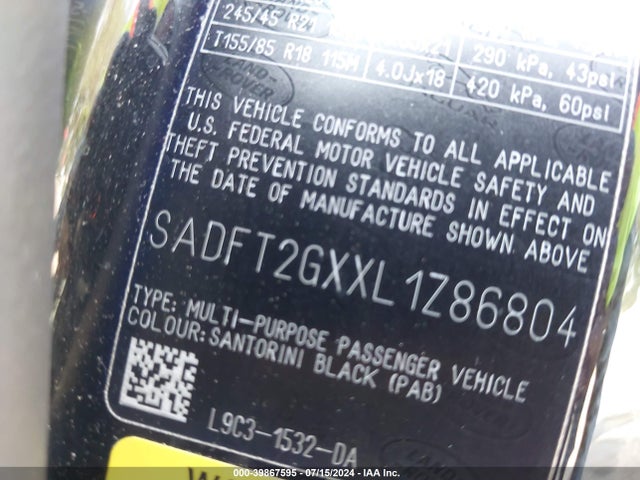 245/45 R21
290 kPa, 43psi
T155/85 R18 115M 4.0Jx18 420 kPa, 60psi
THIS VEHICLE CONFORMS TO ALL APPLICABLE
U.S. FEDERAL MOTOR VEHICLE SAFETY AND
THEFT PREVENTION STANDARDS IN EFFECT ON
THE DATE OF MANUFACTURE SHOWN ABOVE
SADFT2GXXL1Z86804
TYPE: MULTI-PURPOSE PASSENGER VEHICLE
COLOUR: SANTORINI BLACK (PAB)
L9C3-1532-DA
# 39867595 - 07/15/2024 - IAA Inc.